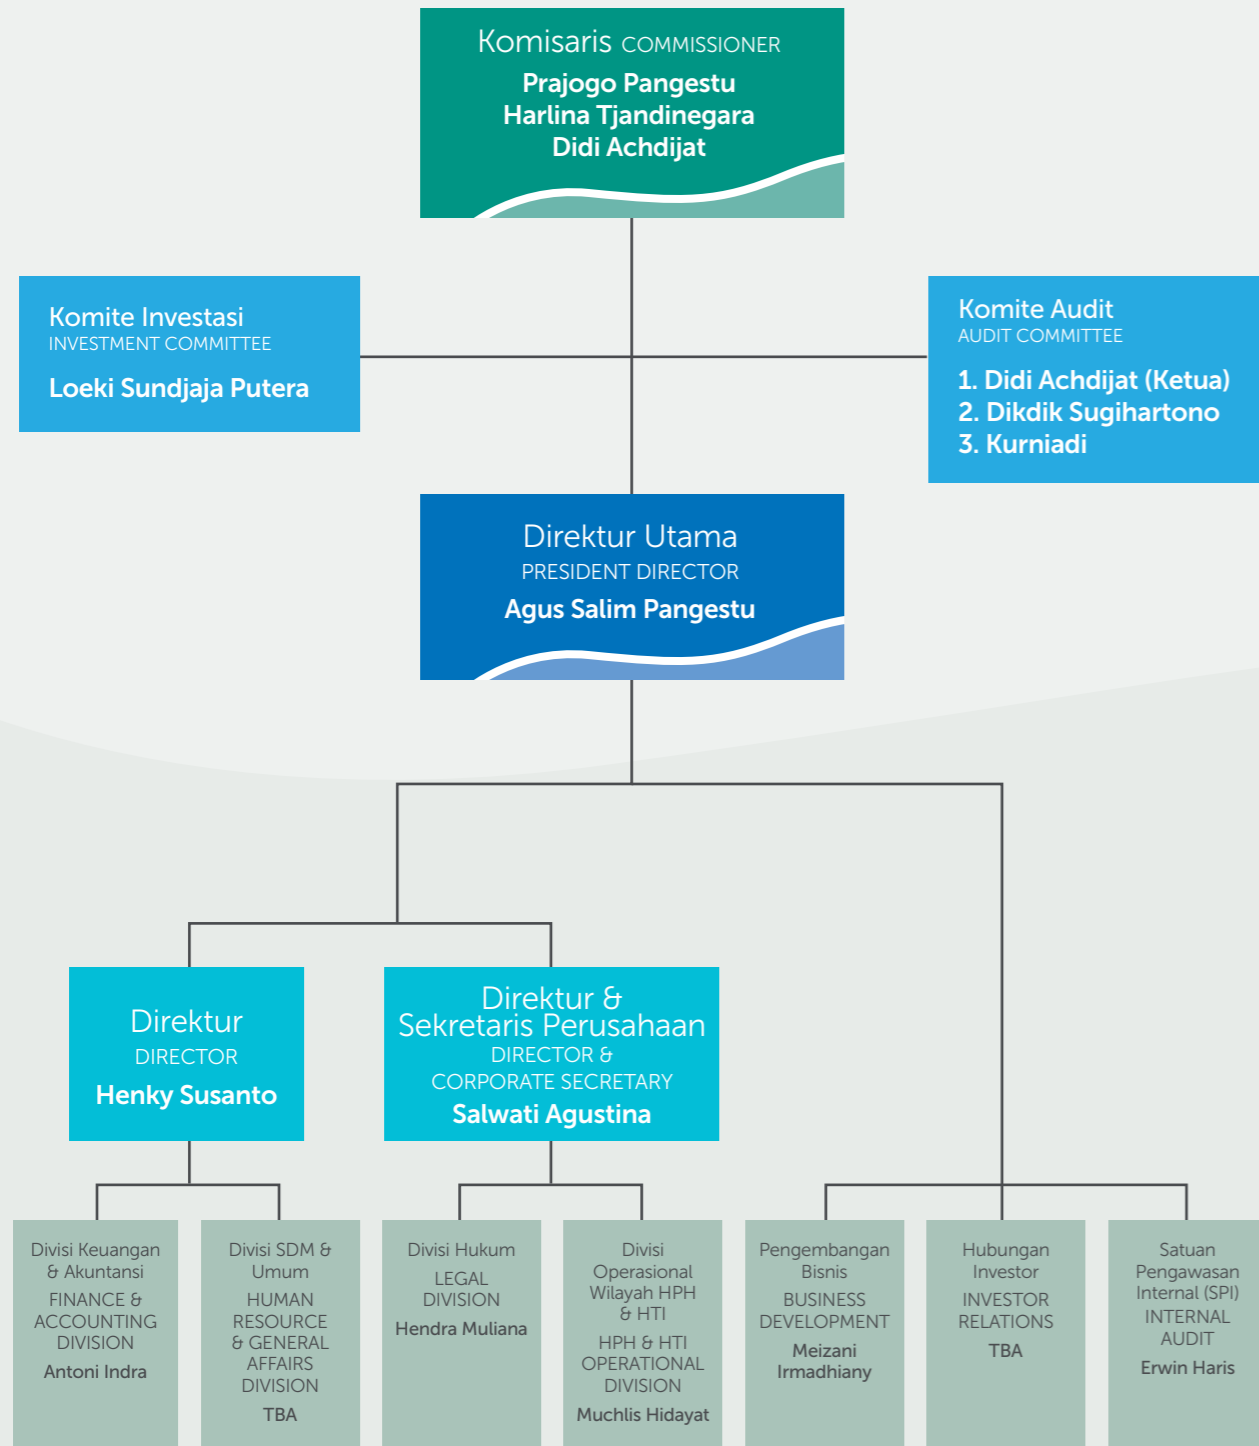 Komisaris COMMISSIONER
Prajogo Pangestu
Harlina Tjandinegara
Didi Achdijat
Komite Investasi
INVESTMENT COMMITTEE
Loeki Sundjaja Putera
Komite Audit
AUDIT COMMITTEE
1. Didi Achdijat (Ketua)
2. Dikdik Sugihartono
3. Kurniadi
Direktur Utama
PRESIDENT DIRECTOR
Agus Salim Pangestu
Direktur
DIRECTOR
Henky Susanto
Direktur &
Sekretaris Perusahaan
DIRECTOR &
CORPORATE SECRETARY
Salwati Agustina
Divisi Keuangan
& Akuntansi
FINANCE &
ACCOUNTING
DIVISION
Antoni Indra
Divisi SDM &
Umum
HUMAN
RESOURCE
& GENERAL
AFFAIRS
DIVISION
TBA
Divisi Hukum
LEGAL
DIVISION
Hendra Muliana
Divisi
Operasional
Wilayah HPH
& HTI
HPH & HTI
OPERATIONAL
DIVISION
Muchlis Hidayat
Pengembangan
Bisnis
BUSINESS
DEVELOPMENT
Meizani
Irmadhiany
Hubungan
Investor
INVESTOR
RELATIONS
TBA
Satuan
Pengawasan
Internal (SPI)
INTERNAL
AUDIT
Erwin Haris